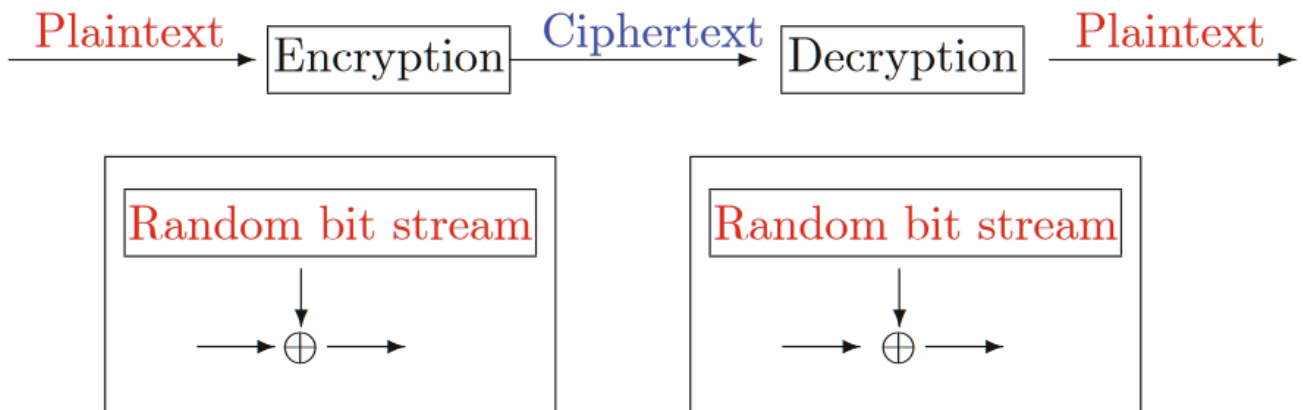 Plaintext Encryption Ciphertext Decryption Plaintext
Random bit stream Random bit stream